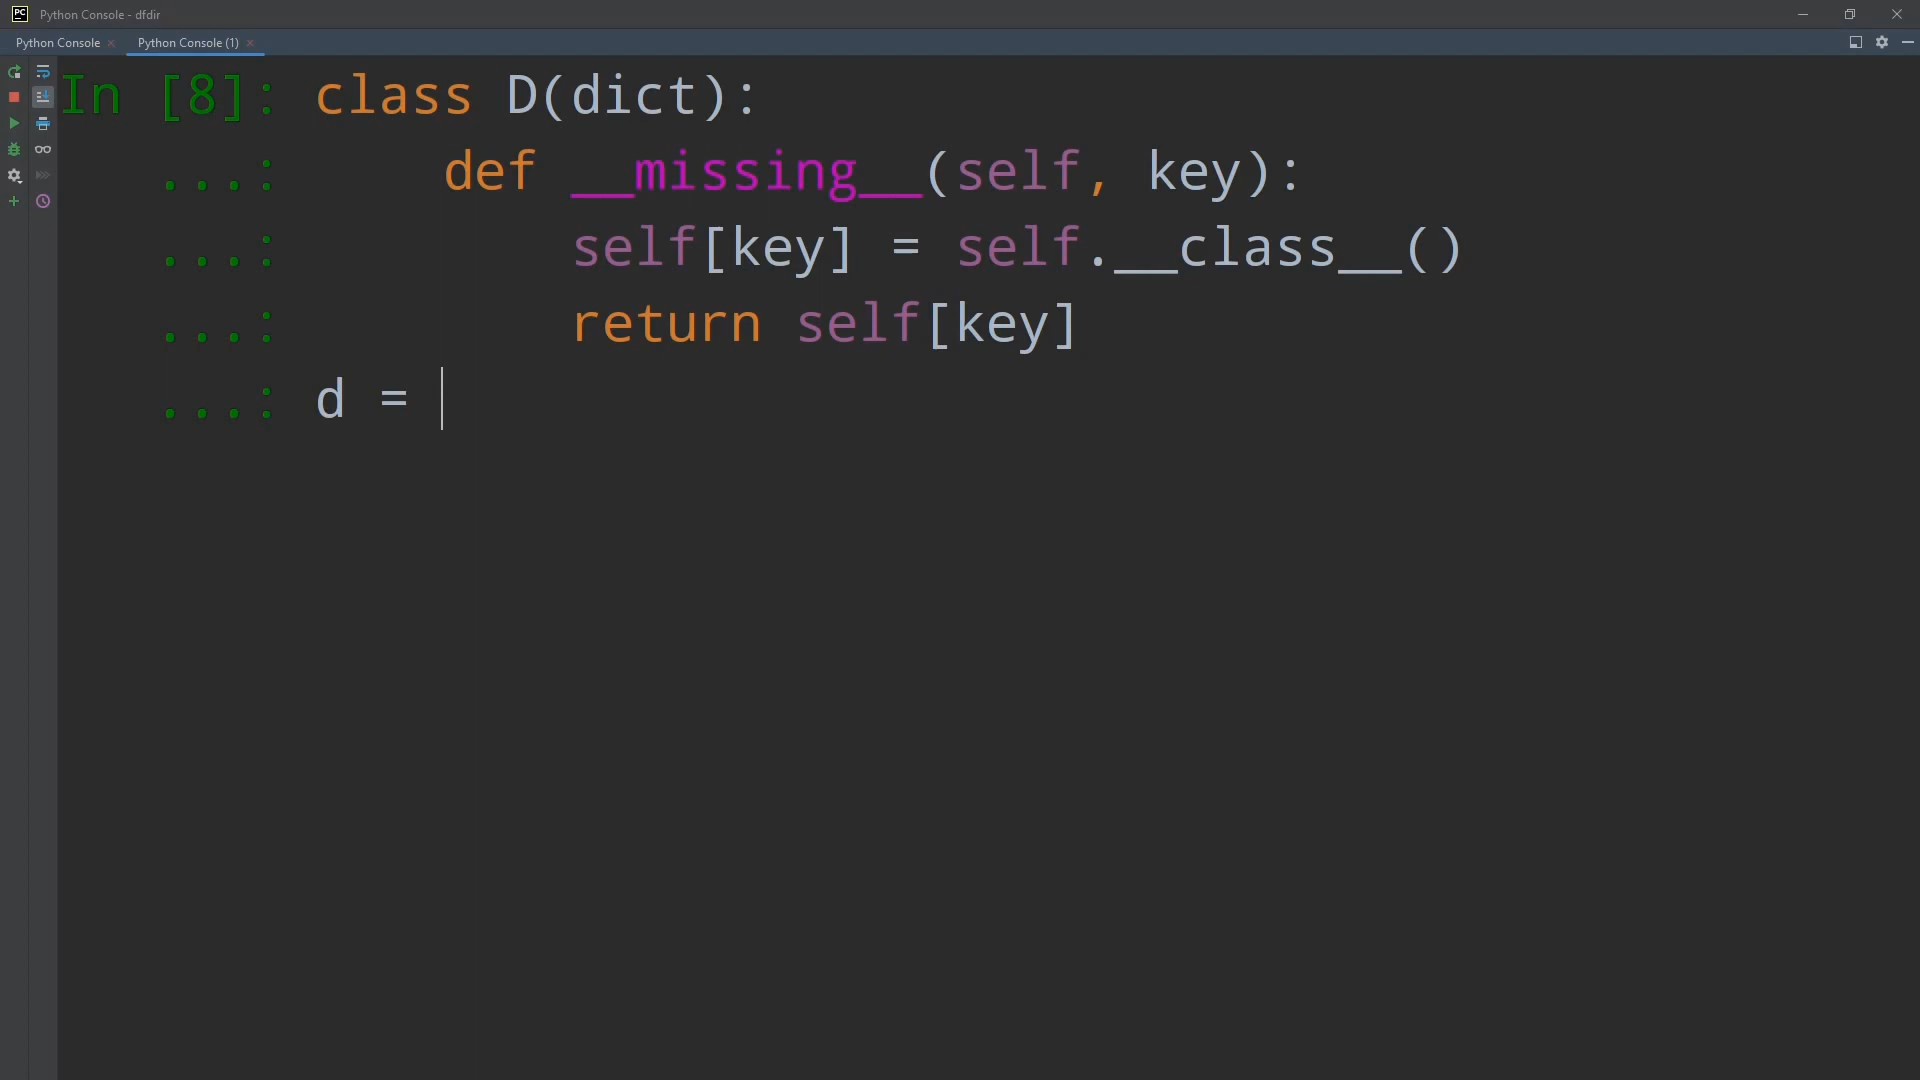 PC Python Console - dfdir
Python Console × Python Console (1) ×
In [8]: class D(dict):
   ...:     def __missing__(self, key):
   ...:         self[key] = self.__class__()
   ...:         return self[key]
   ...: d =